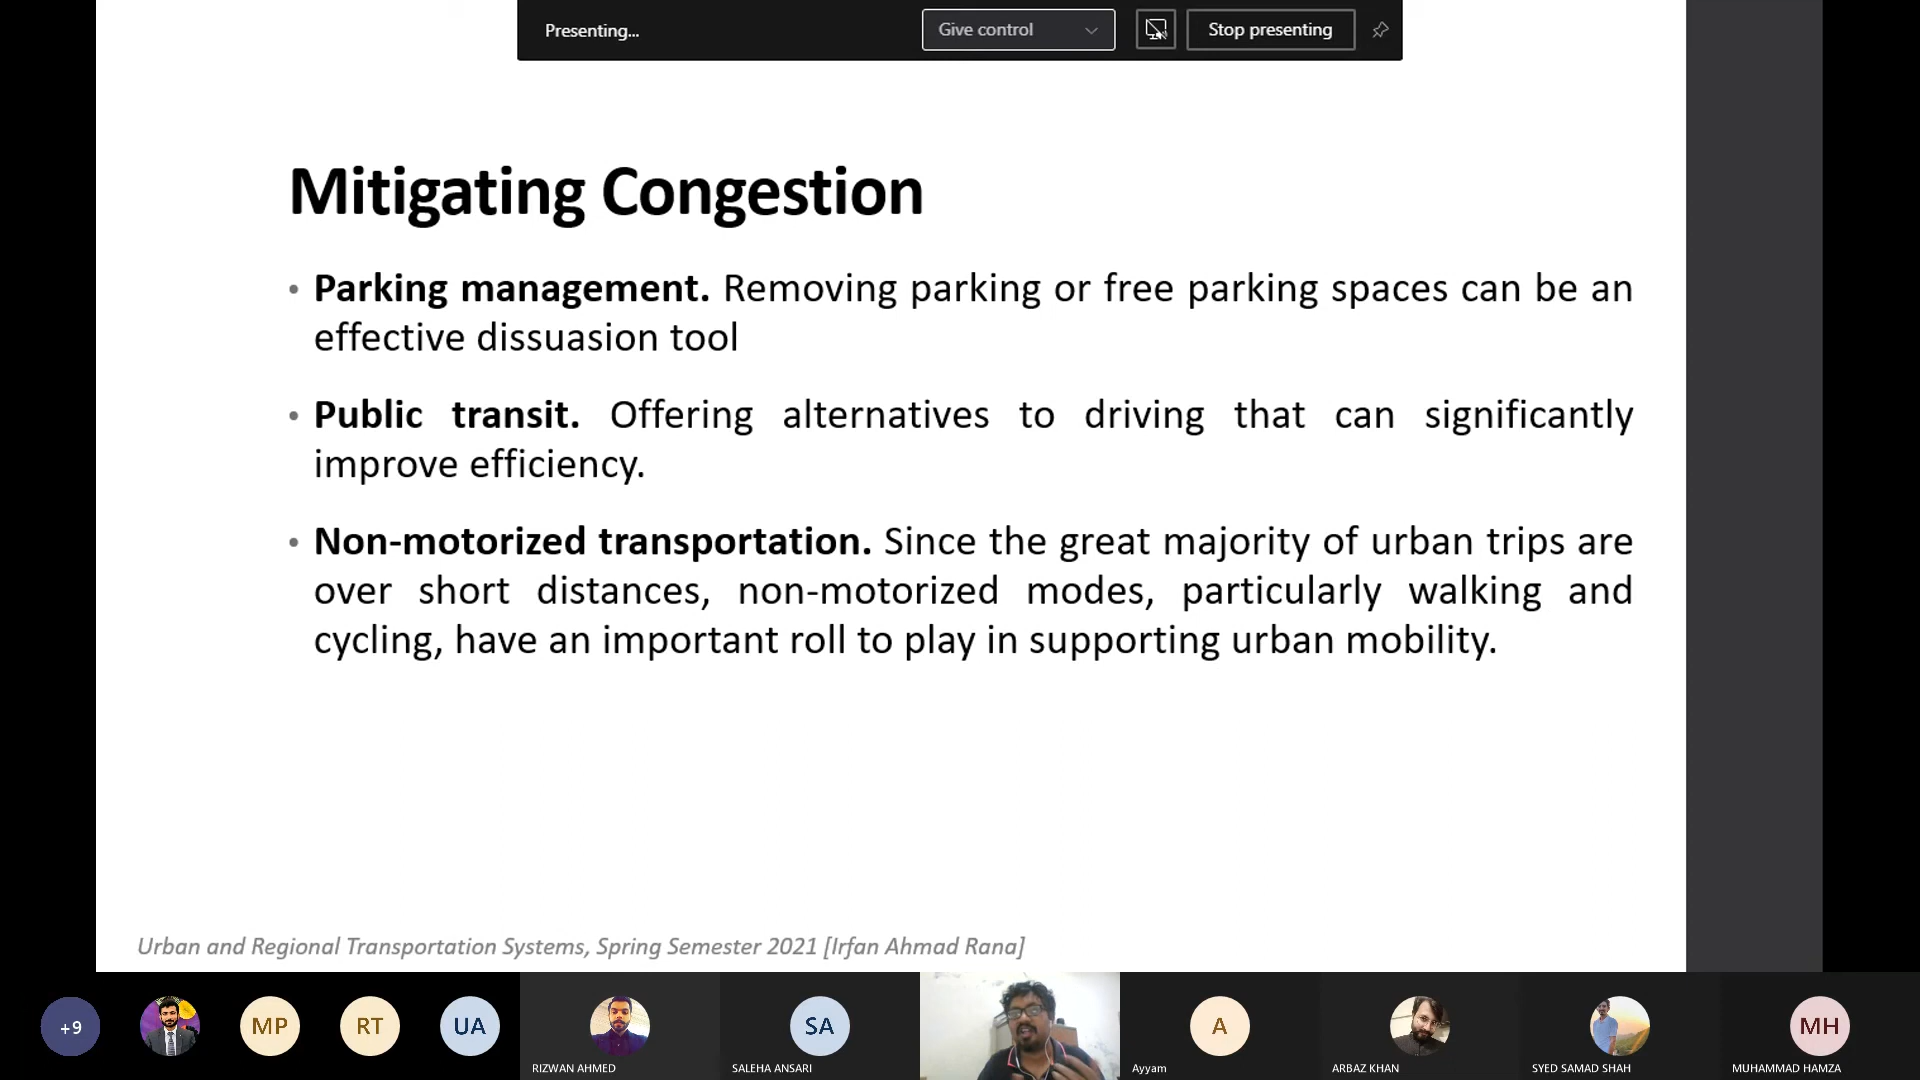 Presenting...
Give control
Stop presenting
Mitigating Congestion
• Parking management. Removing parking or free parking spaces can be an
effective dissuasion tool
• Public transit. Offering alternatives to driving that can significantly
improve efficiency.
• Non-motorized transportation. Since the great majority of urban trips are
over short distances, non-motorized modes, particularly walking and
cycling, have an important roll to play in supporting urban mobility.
Urban and Regional Transportation Systems, Spring Semester 2021 [Irfan Ahmad Rana]
+9
MP
RT
UA
RIZWAN AHMED
SA
SALEHA ANSARI
A
Ayyam
ARBAZ KHAN
SYED SAMAD SHAH
MH
MUHAMMAD HAMZA